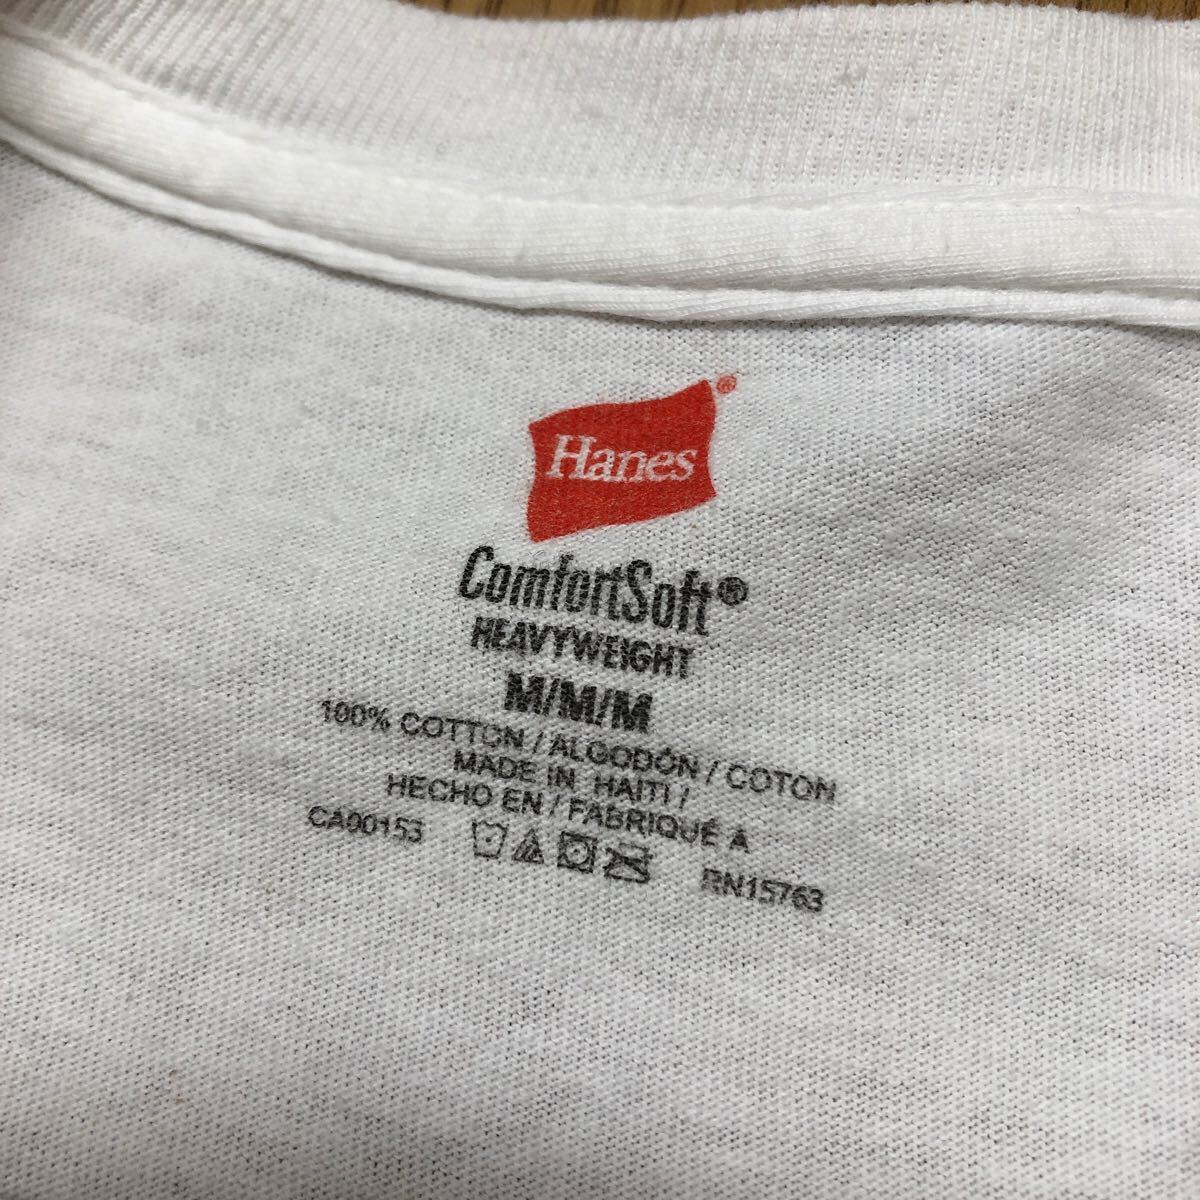 Hanes®
ComfortSoft®
HEAVYWEIGHT
M/M/M
100% COTTON / ALGODÓN / COTON
MADE IN HAITI /
HECHO EN / FABRIQUÉ A
CA00153 RN15763